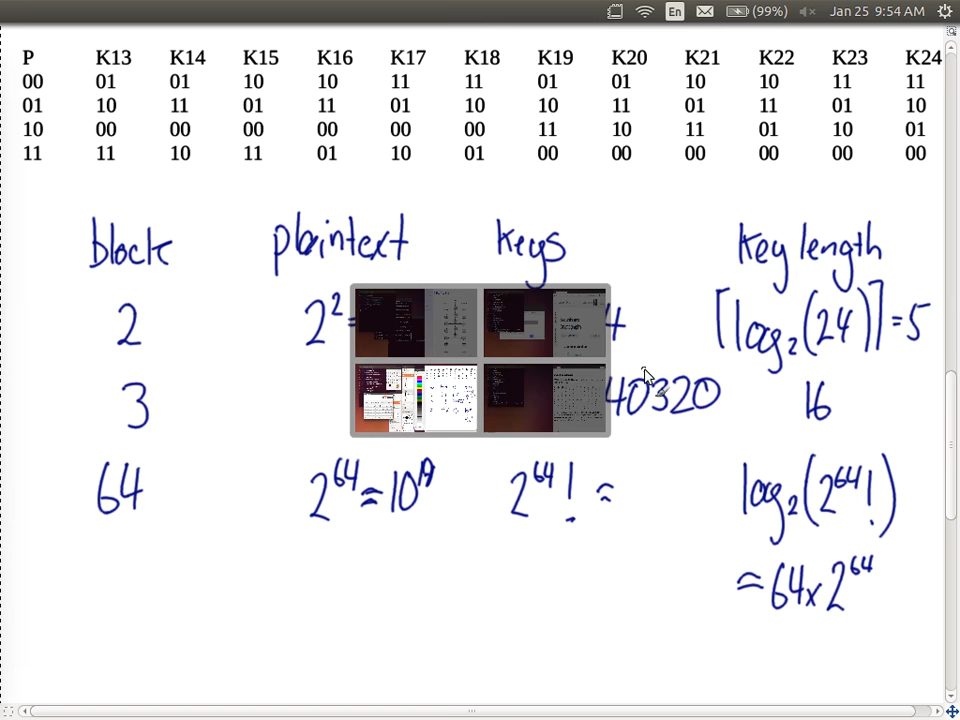 En (99%) Jan 25 9:54 AM
P K13 K14 K15 K16 K17 K18 K19 K20 K21 K22 K23 K24
00 01 01 10 10 11 11 01 01 10 10 11 11
01 10 11 01 11 01 10 10 11 01 11 01 10
10 00 00 00 00 00 00 11 10 11 01 10 01
11 11 10 11 01 10 01 00 00 00 00 00 00
block plaintext keys key length
2 2²= 4 ⌈log₂(24)⌉=5
3 40320 16
64 2⁶⁴≈10¹⁹ 2⁶⁴! ≈ log₂(2⁶⁴!)
≈64x2⁶⁴